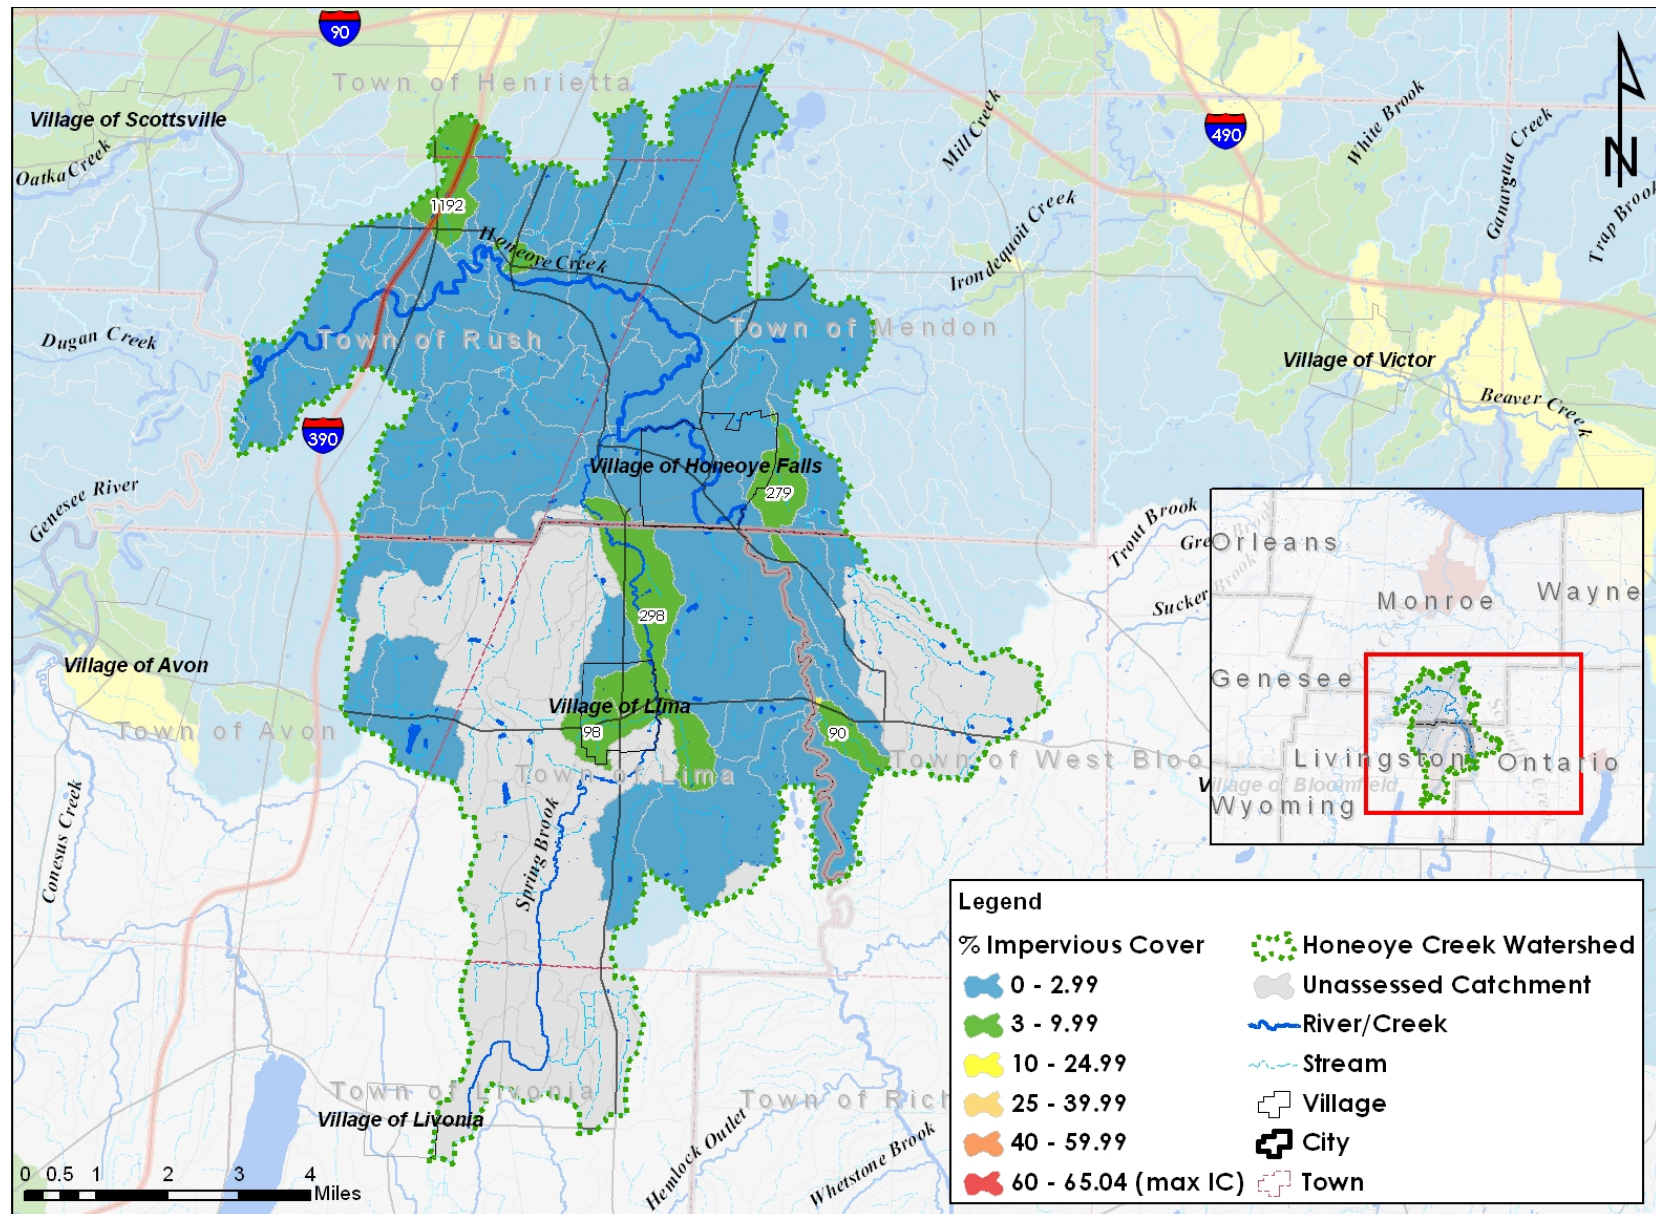 90
Town of Henrietta
Village of Scottsville
Oatka Creek
Mill Creek
490
White Brook
Ganargua Creek
N
Trap Brook
1192
Honeoye Creek
Irondequoit Creek
Dugan Creek
Town of Rush
Town of Mendon
Village of Victor
Beaver Creek
390
Village of Honeoye Falls
279
Genesee River
Trout Brook
Gre
Sucker Brook
298
Village of Avon
Town of Avon
Village of Lima
98
90
Town of Lima
Town of West Bloo
Village of Bloomfield
Conesus Creek
Spring Brook
Town of Livonia
Village of Livonia
Town of Rich
Hemlock Outlet
Whetstone Brook
Orleans
Monroe
Wayne
Genesee
Livingston
Ontario
Wyoming
Legend
% Impervious Cover
0 - 2.99
3 - 9.99
10 - 24.99
25 - 39.99
40 - 59.99
60 - 65.04 (max IC)
Honeoye Creek Watershed
Unassessed Catchment
River/Creek
Stream
Village
City
Town
0 0.5 1 2 3 4
Miles